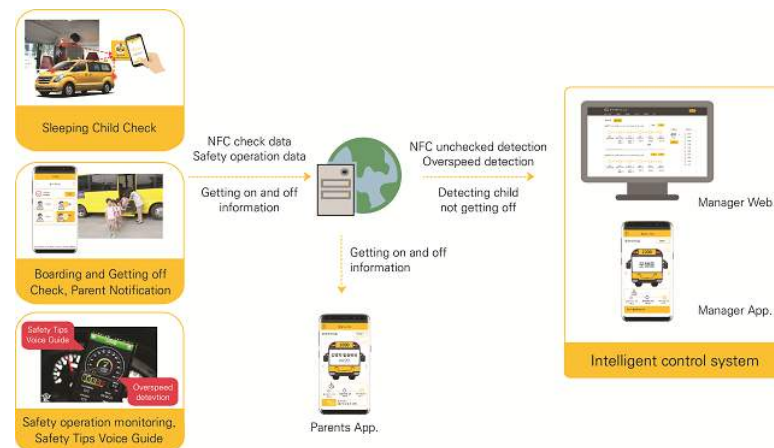 Sleeping Child Check
Boarding and Getting off
Check, Parent Notification
Safety Tips
Voice Guide
Overspeed
detevtion
Safety operation monitoring,
Safety Tips Voice Guide
NFC check data
Safety operation data
Getting on and off
information
NFC unchecked detection
Overspeed detection
Detecting child
not getting off
Getting on and off
information
Parents App.
Manager Web.
Manager App.
Intelligent control system